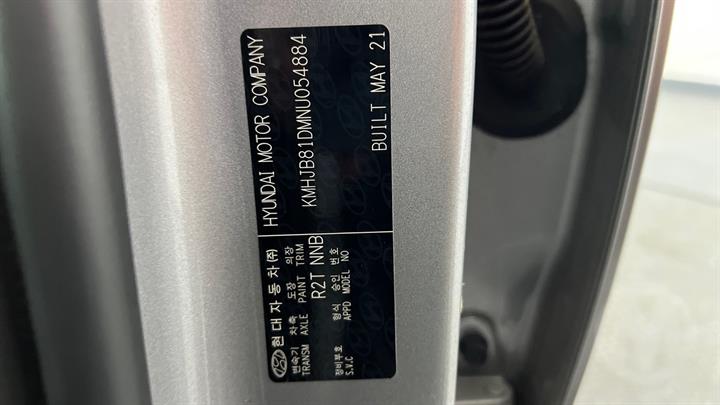 HYUNDAI MOTOR COMPANY
KMHJB81DMNU054884
BUILT MAY 21
현대자동차(주)
변속기 차축 도장 의장
TRANSM AXLE PAINT TRIM
R2T NNB
형식 승인 번호
APPD MODEL NO
정비부호
S.V.C